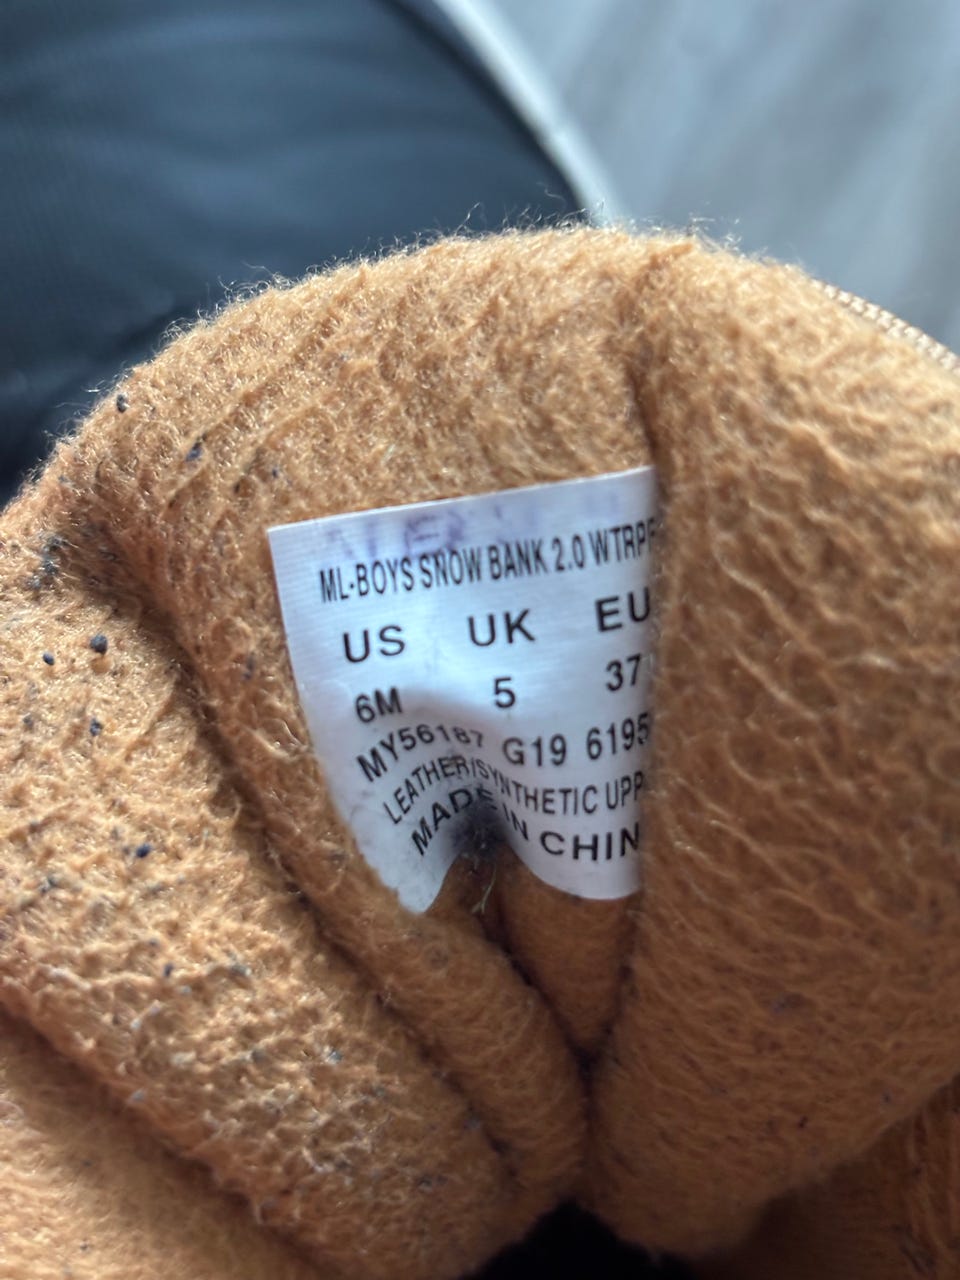 ML-BOYS SNOW BANK 2.0 WTRPF
US UK EU
6M 5 37
MY56187 G19 6195
LEATHER/SYNTHETIC UPP
MADE IN CHIN